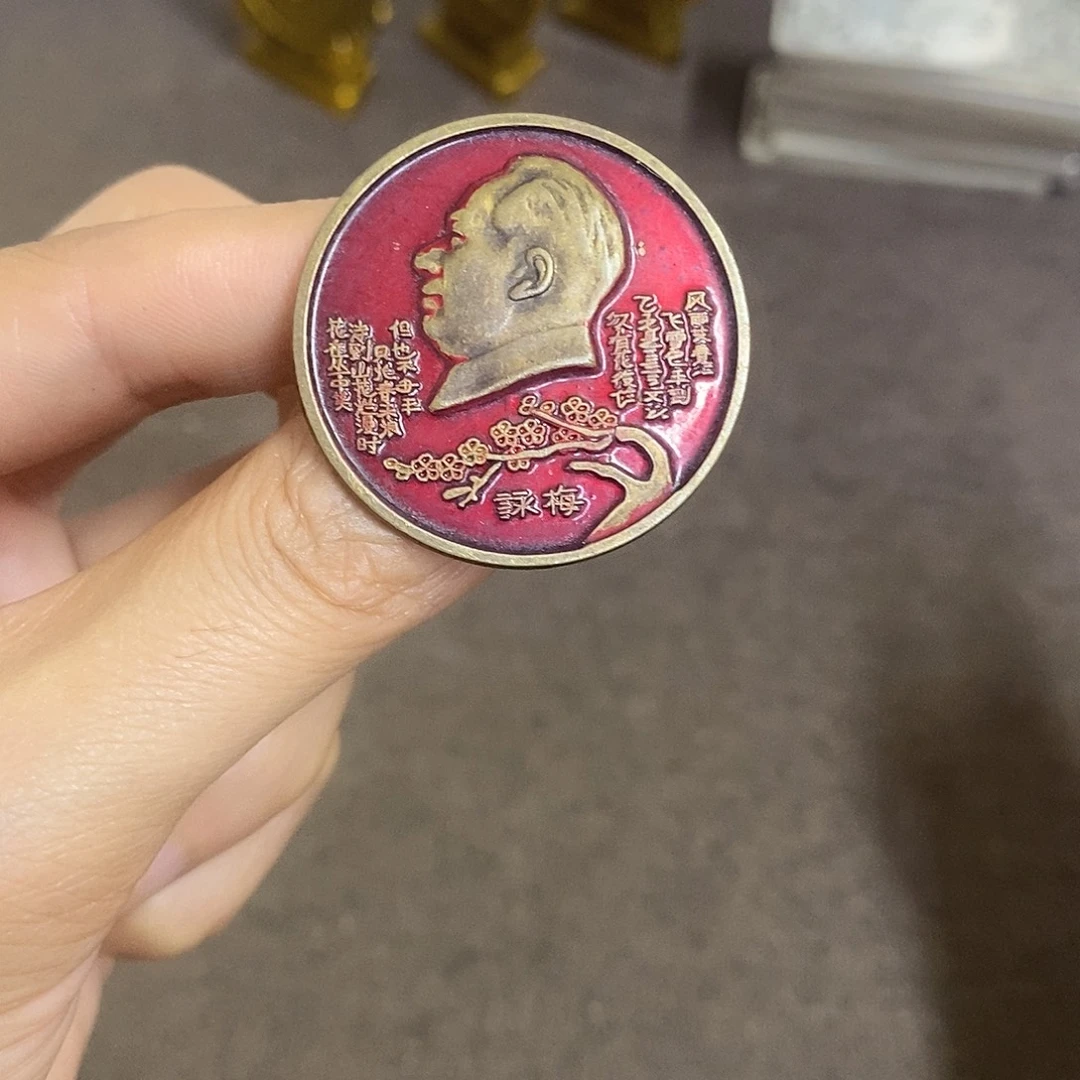 风雨送春归
飞雪迎春到
已是悬崖百丈冰
犹有花枝俏
俏也不争春
只把春来报
待到山花烂漫时
她在丛中笑
詠梅